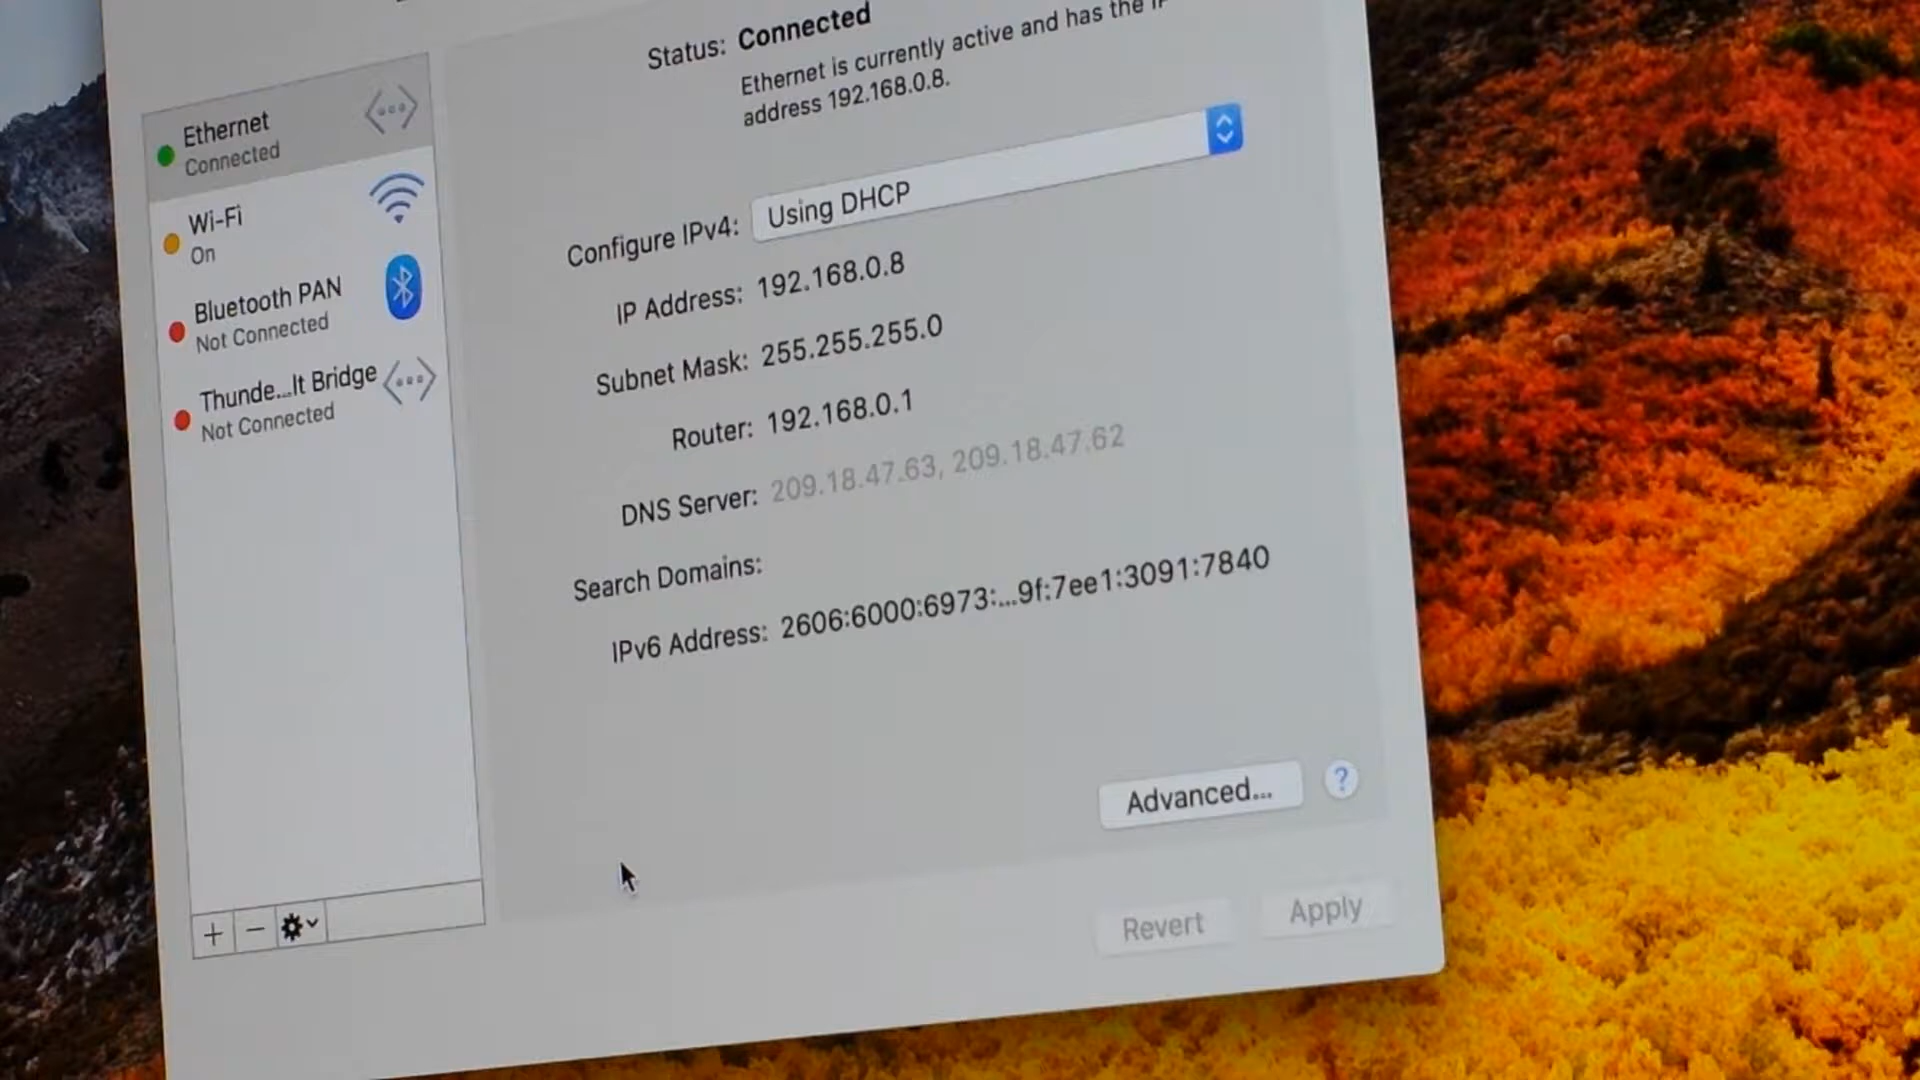 Status: Connected
Ethernet is currently active and has the IP
address 192.168.0.8.
Ethernet
Connected
Wi-Fi
On
Bluetooth PAN
Not Connected
Thunde...lt Bridge
Not Connected
Configure IPv4: Using DHCP
IP Address: 192.168.0.8
Subnet Mask: 255.255.255.0
Router: 192.168.0.1
DNS Server: 209.18.47.63, 209.18.47.62
Search Domains:
IPv6 Address: 2606:6000:6973:...9f:7ee1:3091:7840
Advanced... ?
Revert Apply